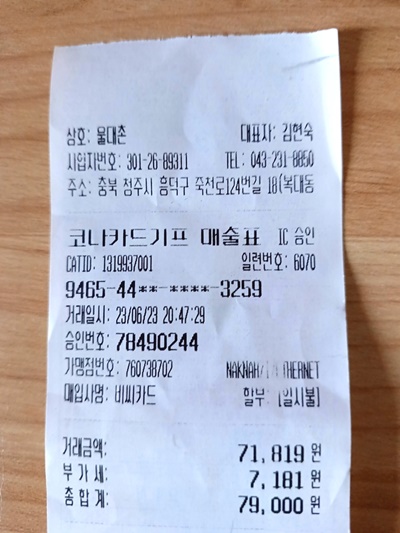 상호: 물대촌 대표자: 김현숙
사업자번호: 301-26-89311 TEL: 043-231-8850
주소: 충북 청주시 흥덕구 죽천로124번길 18(복대동
코나카드기프 매출표 IC 승인
CATID: 1319937001 일련번호: 6070
9465-44**-****-3259
거래일시: 23/06/23 20:47:29
승인번호: 78490244
가맹점번호: 760738702
매입사명: 비씨카드 할부: [일시불]
거래금액: 71,819 원
부 가 세: 7,181 원
총 합 계: 79,000 원